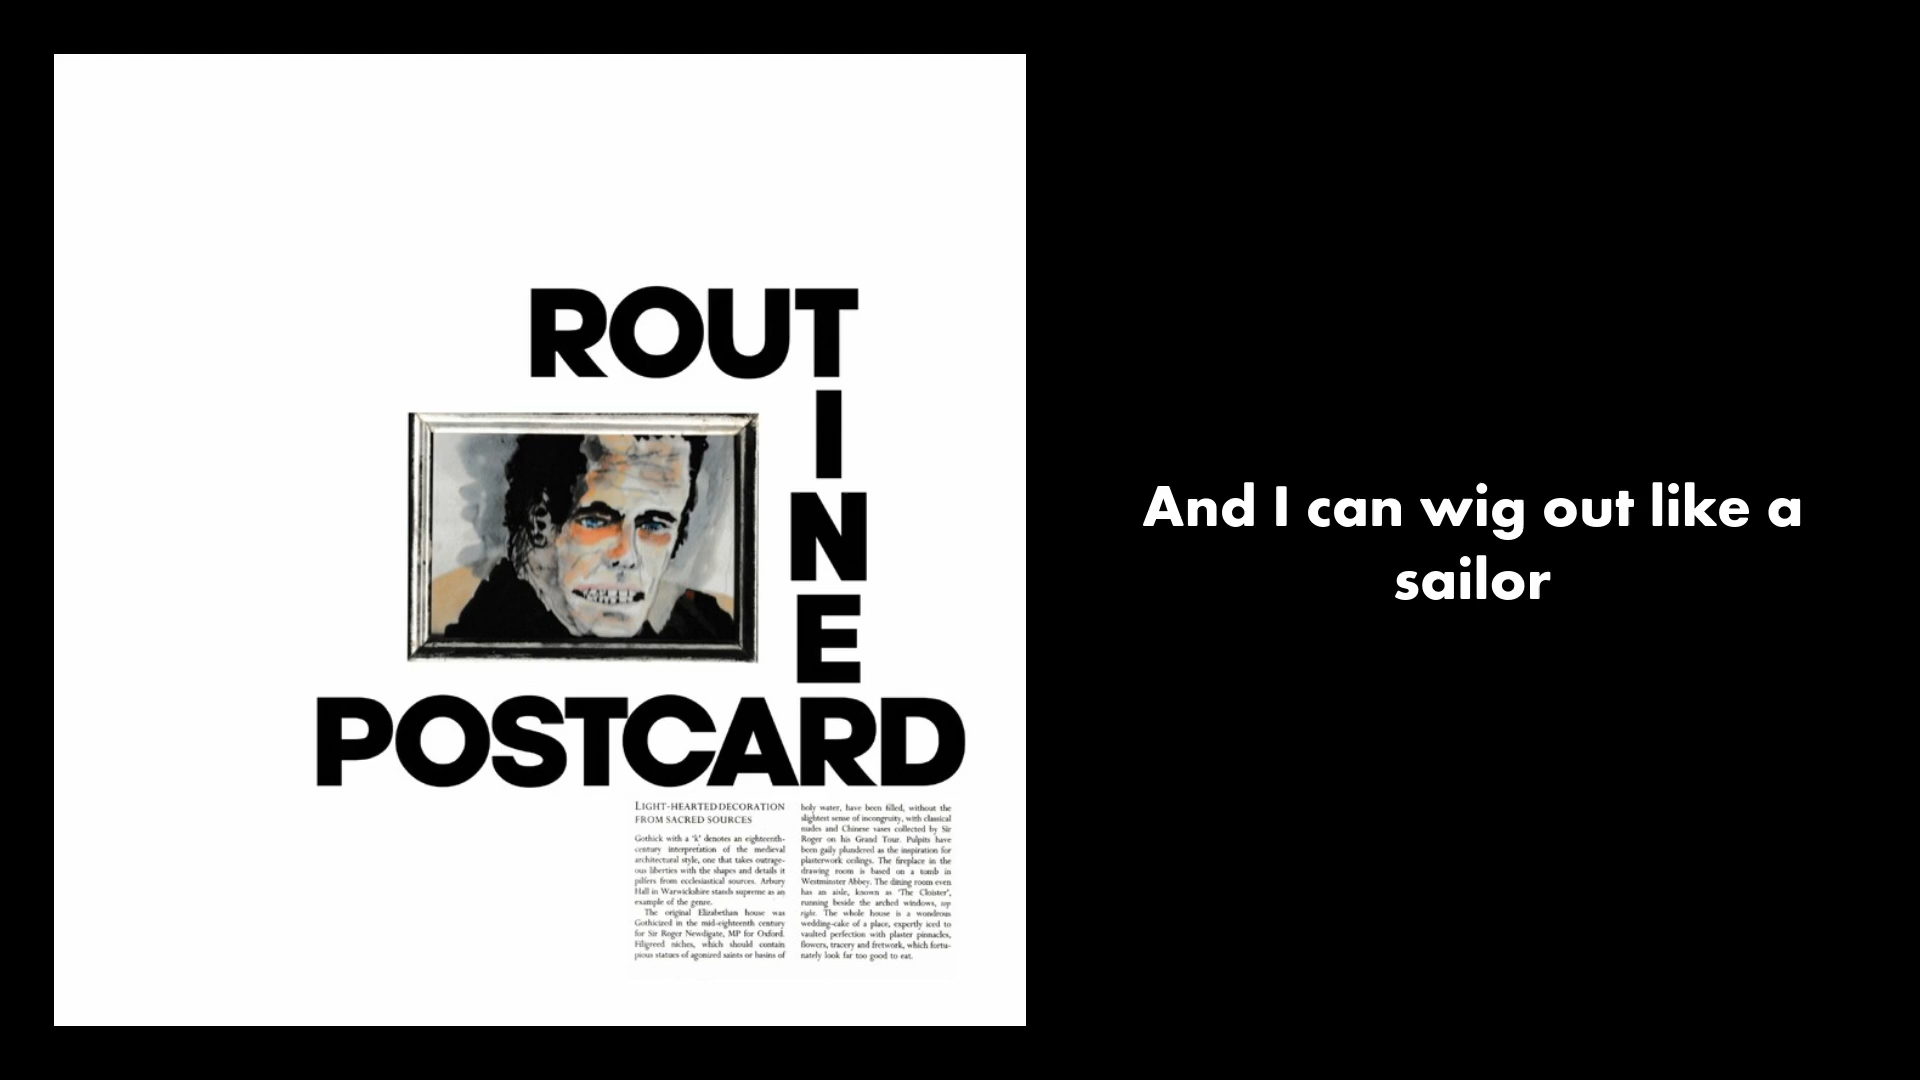 ROUT
I
N
E
POSTCARD
LIGHT-HEARTED DECORATION
FROM SACRED SOURCES
Gothick with a ‘k’ denotes an eighteenth-
century interpretation of the medieval
architectural style, one that takes outrage-
ous liberties with the shapes and details it
pilfers from ecclesiastical sources. Arbury
Hall in Warwickshire stands supreme as an
example of the genre.
The original Elizabethan house was
Gothicized in the mid-eighteenth century
for Sir Roger Newdigate, MP for Oxford.
Filigreed niches, which should contain
pious statues of agonized saints or basins of
holy water, have been filled, without the
slightest sense of incongruity, with classical
nudes and Chinese vases collected by Sir
Roger on his Grand Tour. Pulpits have
been gaily plundered as the inspiration for
plasterwork ceilings. The fireplace in the
drawing room is based on a tomb in
Westminster Abbey. The dining room even
has an aisle, known as ‘The Cloister’,
running beside the arched windows, top
right. The whole house is a wondrous
wedding-cake of a place, expertly iced to
vaulted perfection with plaster pinnacles,
flowers, tracery and fretwork, which fortu-
nately look far too good to eat.
And I can wig out like a
sailor